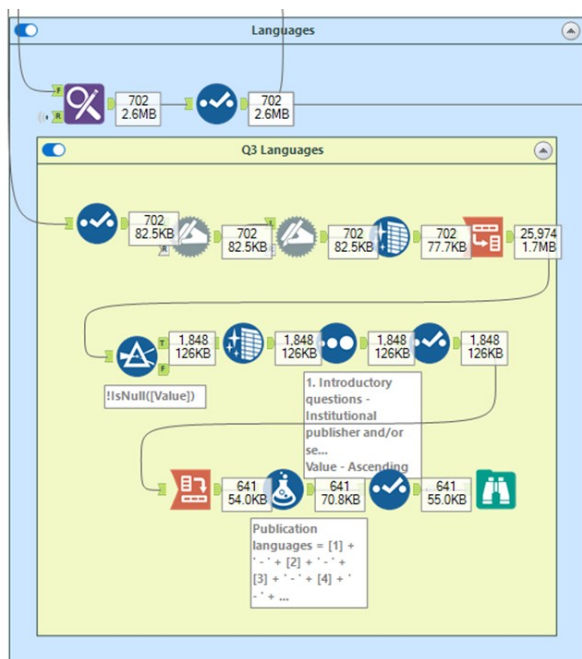 Languages
F
R
702
2.6MB
702
2.6MB
Q3 Languages
702
82.5KB
R
702
82.5KB
702
82.5KB
702
77.7KB
25,974
1.7MB
T
F
1,848
126KB
1,848
126KB
1,848
126KB
1,848
126KB
!IsNull([Value])
1. Introductory
questions -
Institutional
publisher and/or
se...
Value - Ascending
641
54.0KB
641
70.8KB
641
55.0KB
Publication
languages = [1] +
' - ' + [2] + ' - ' +
[3] + ' - ' + [4] + '
- ' + ...